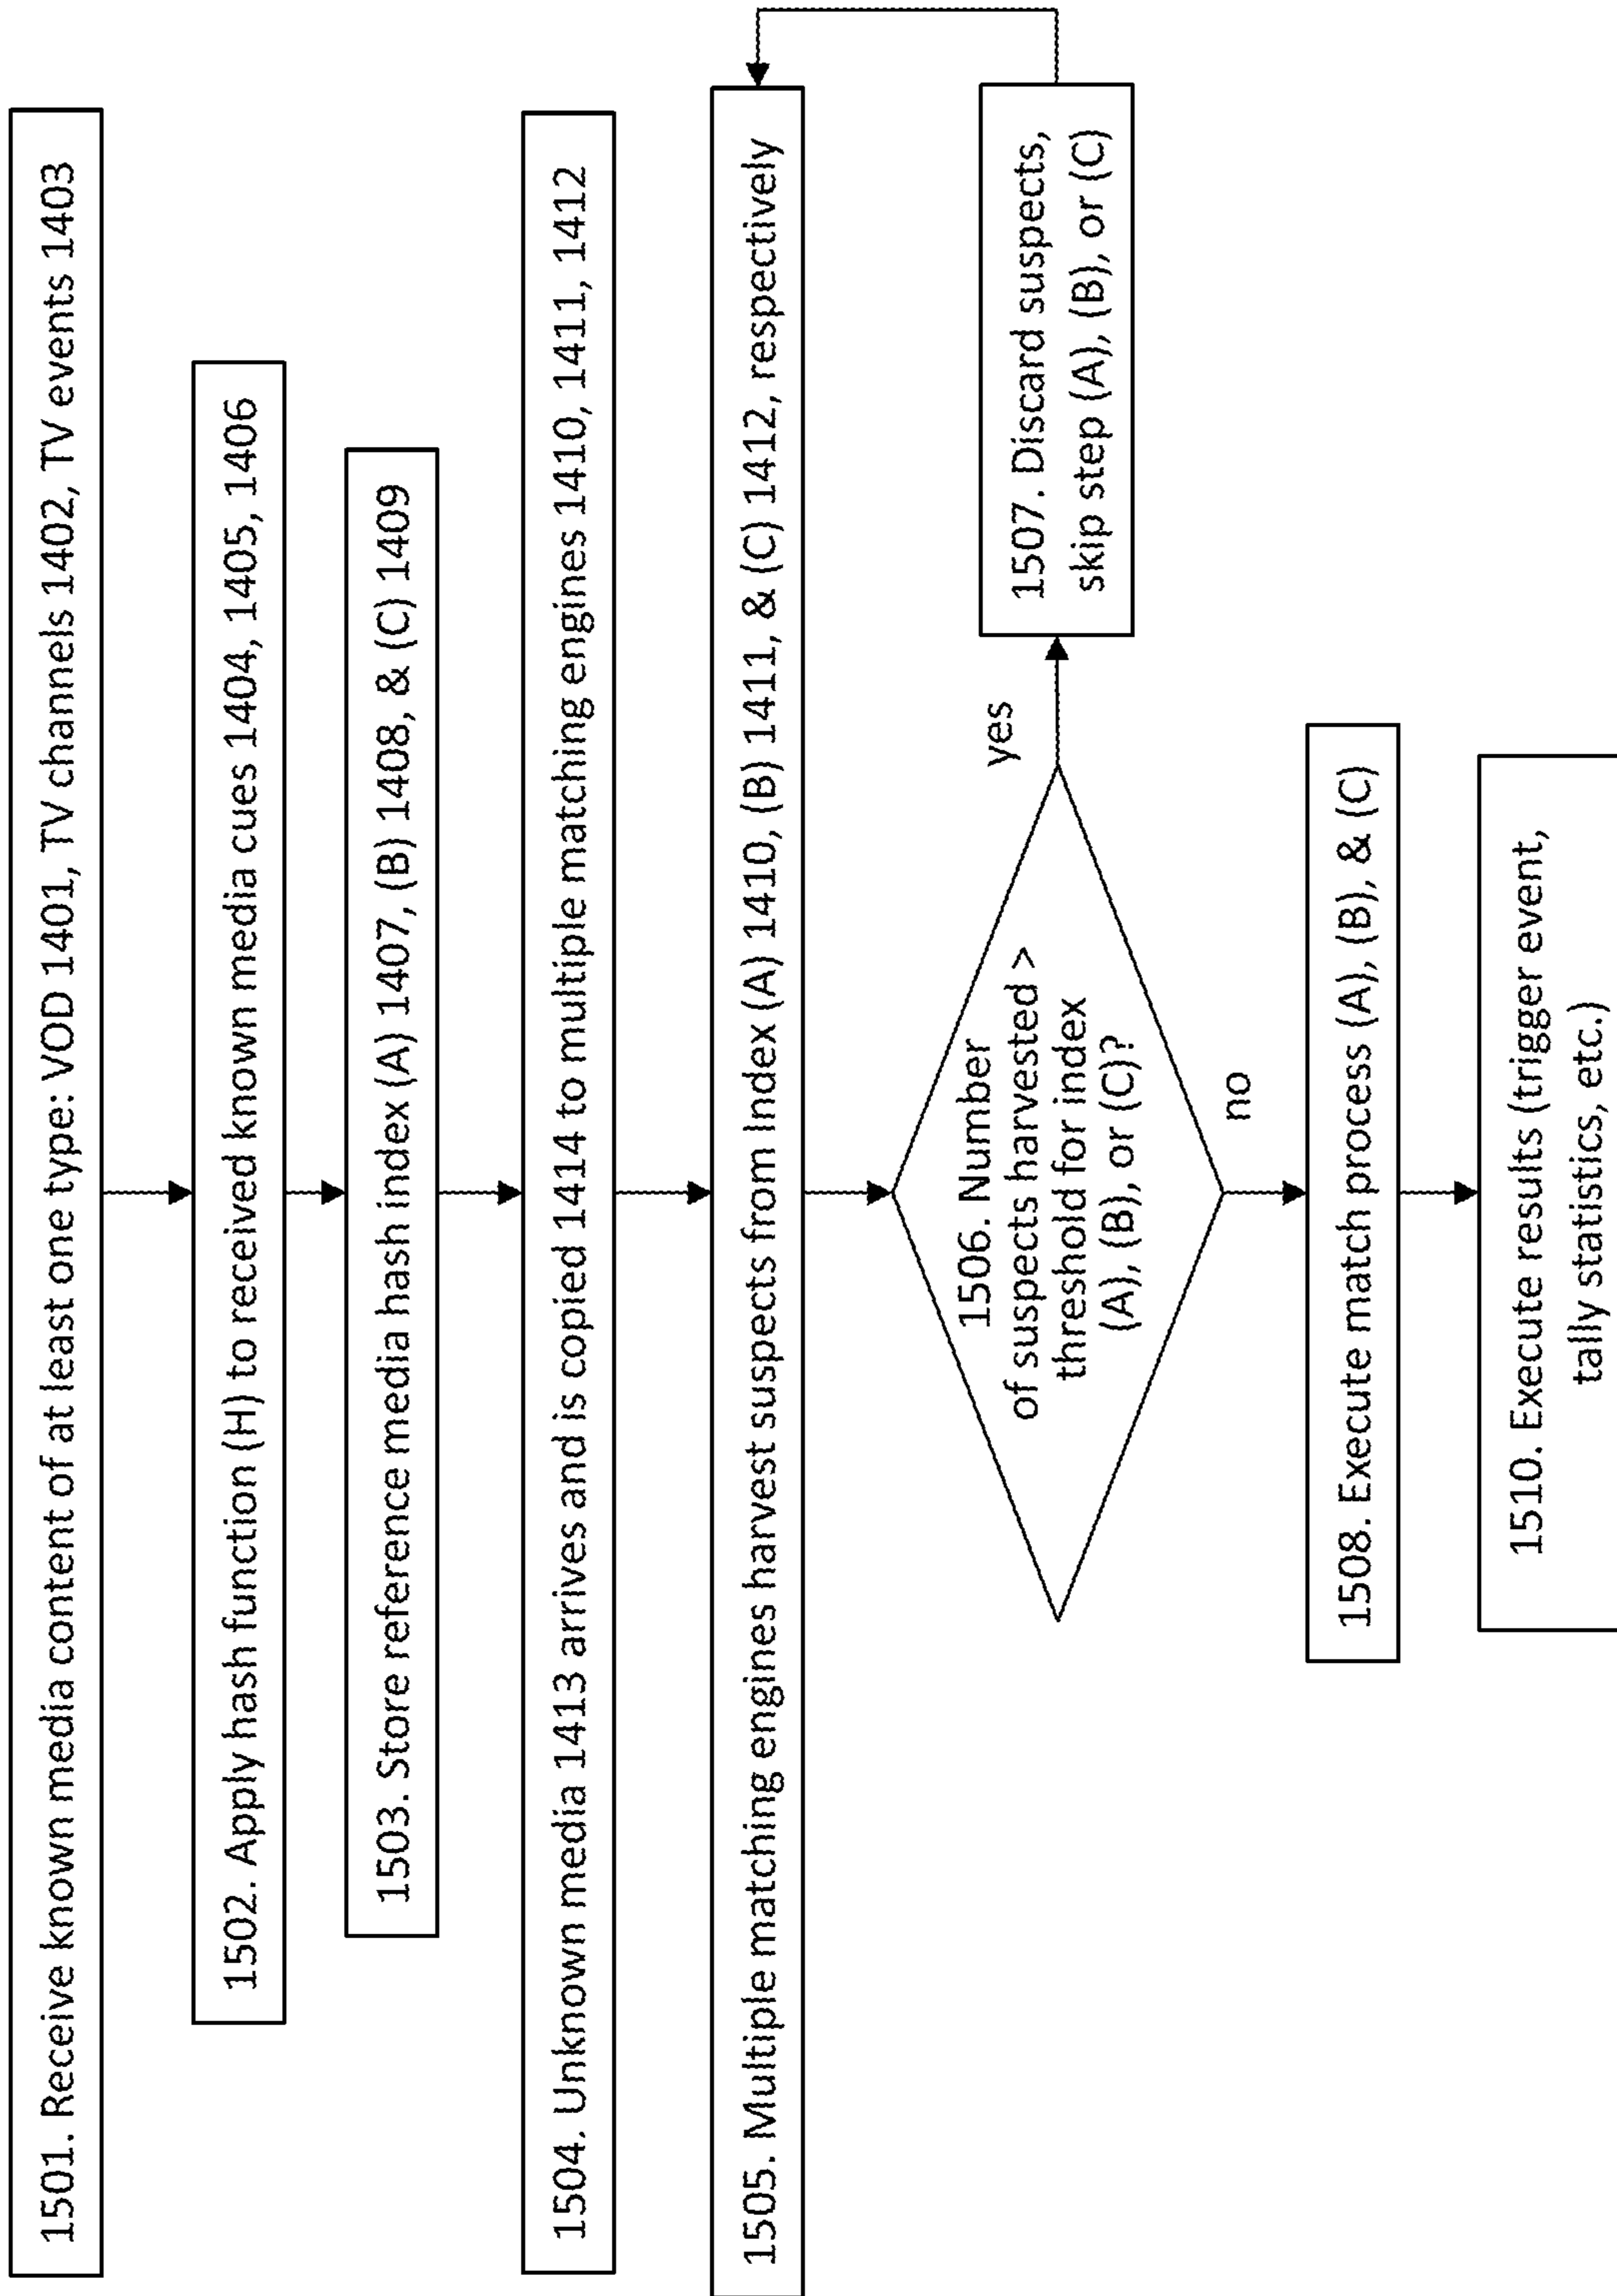 1501. Receive known media content of at least one type: VOD 1401, TV channels 1402, TV events 1403
1502. Apply hash function (H) to received known media cues 1404, 1405, 1406
1503. Store reference media hash index (A) 1407, (B) 1408, & (C) 1409
1504. Unknown media 1413 arrives and is copied 1414 to multiple matching engines 1410, 1411, 1412
1505. Multiple matching engines harvest suspects from Index (A) 1410, (B) 1411, & (C) 1412, respectively
1506. Number
of suspects harvested >
threshold for index
(A), (B), or (C)?
yes
1507. Discard suspects,
skip step (A), (B), or (C)
no
1508. Execute match process (A), (B), & (C)
1510. Execute results (trigger event,
tally statistics, etc.)